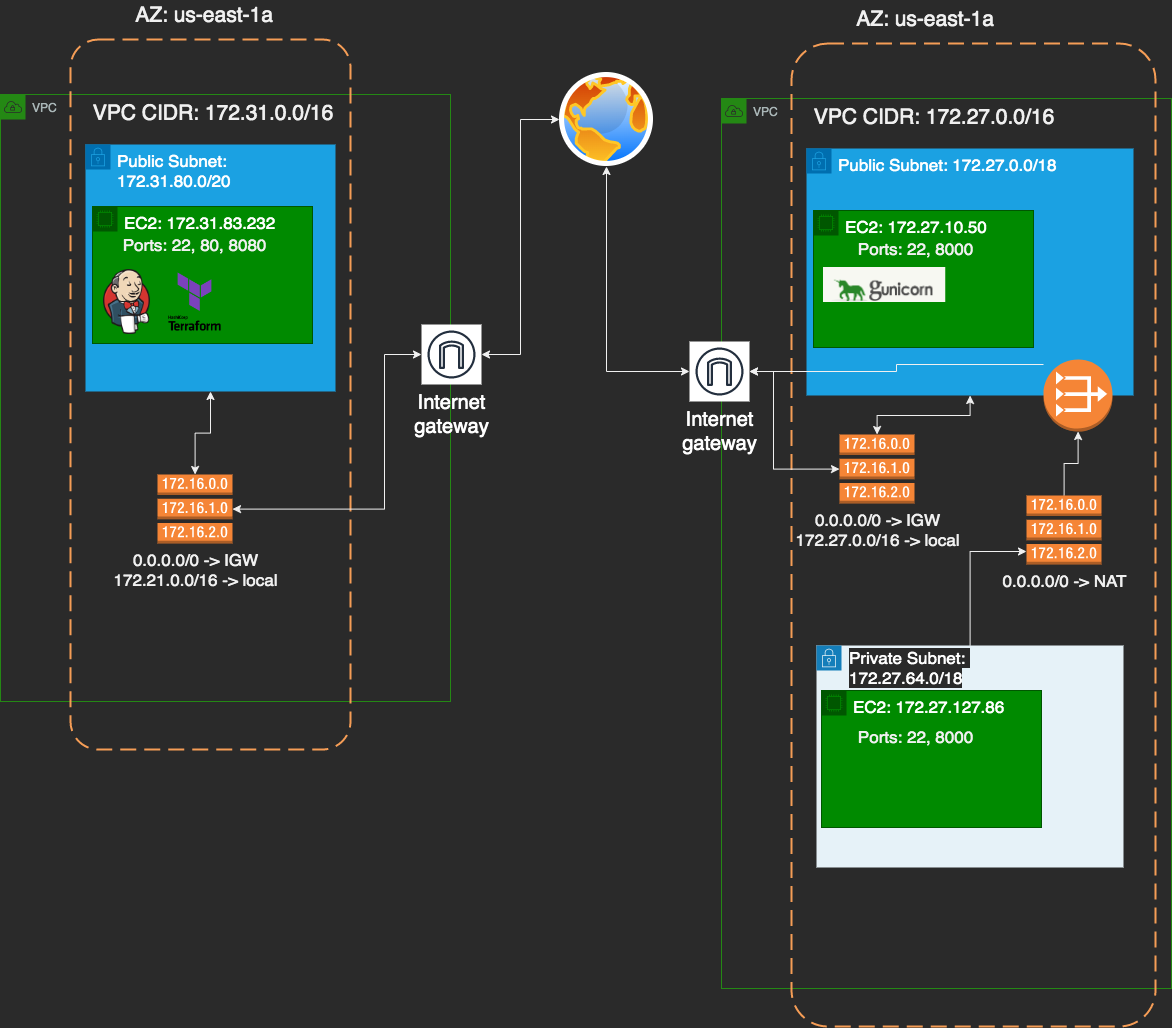 AZ: us-east-1a
VPC
VPC CIDR: 172.31.0.0/16
Public Subnet:
172.31.80.0/20
EC2: 172.31.83.232
Ports: 22, 80, 8080
HashiCorp
Terraform
Internet
gateway
172.16.0.0
172.16.1.0
172.16.2.0
0.0.0.0/0 -> IGW
172.21.0.0/16 -> local
AZ: us-east-1a
VPC
VPC CIDR: 172.27.0.0/16
Public Subnet: 172.27.0.0/18
EC2: 172.27.10.50
Ports: 22, 8000
gunicorn
Internet
gateway
172.16.0.0
172.16.1.0
172.16.2.0
0.0.0.0/0 -> IGW
172.27.0.0/16 -> local
172.16.0.0
172.16.1.0
172.16.2.0
0.0.0.0/0 -> NAT
Private Subnet:
172.27.64.0/18
EC2: 172.27.127.86
Ports: 22, 8000